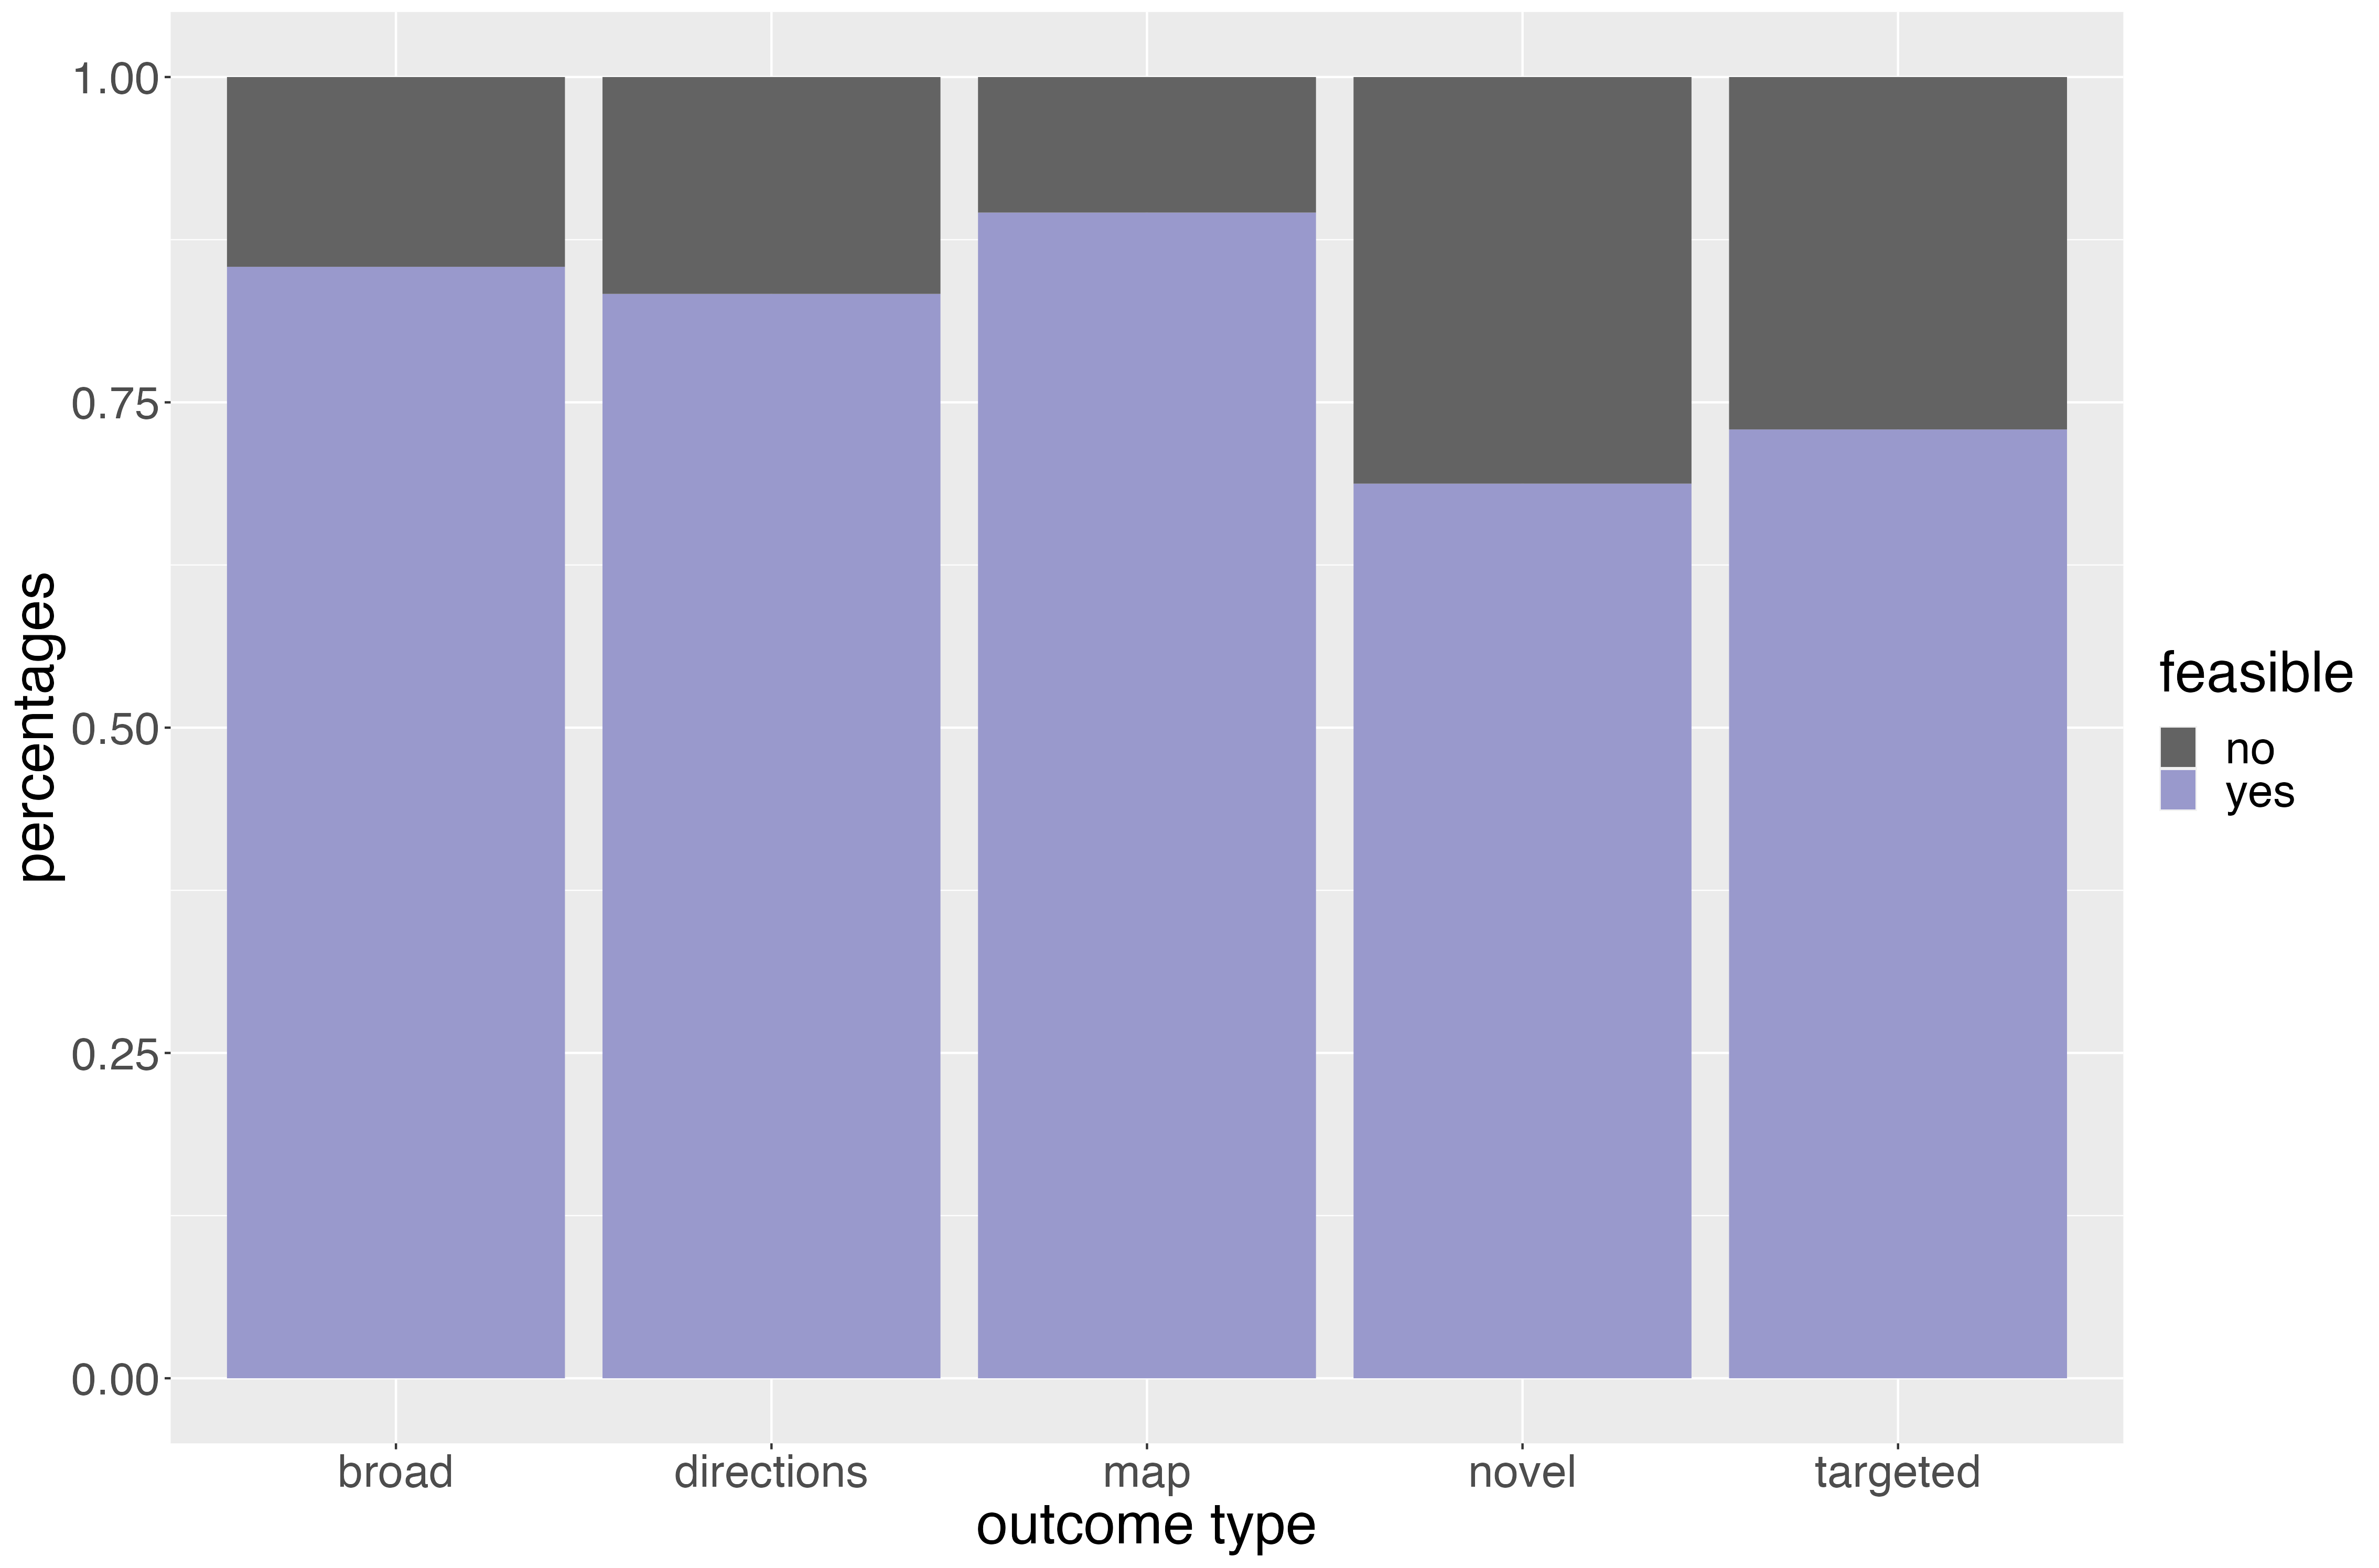 percentages
1.00
0.75
0.50
0.25
0.00
broad directions map novel targeted
outcome type
feasible
no
yes